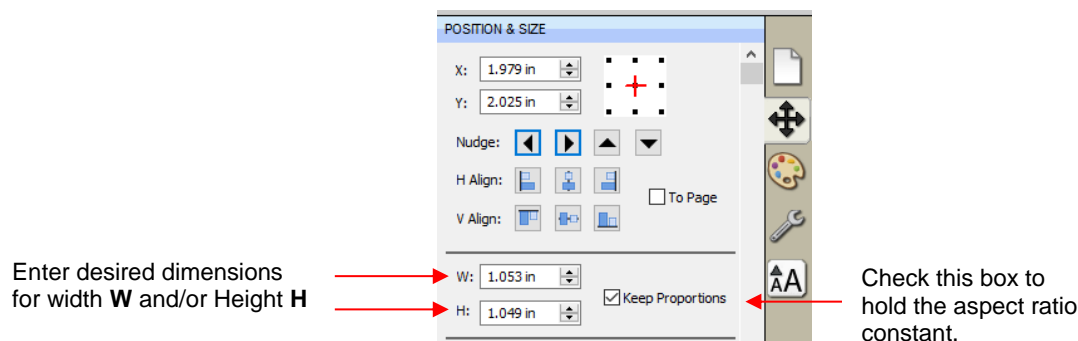 POSITION & SIZE
X: 1.979 in
Y: 2.025 in
Nudge:
H Align:
To Page
V Align:
Enter desired dimensions
for width W and/or Height H
W: 1.053 in
Keep Proportions
H: 1.049 in
AA
Check this box to
hold the aspect ratio
constant.